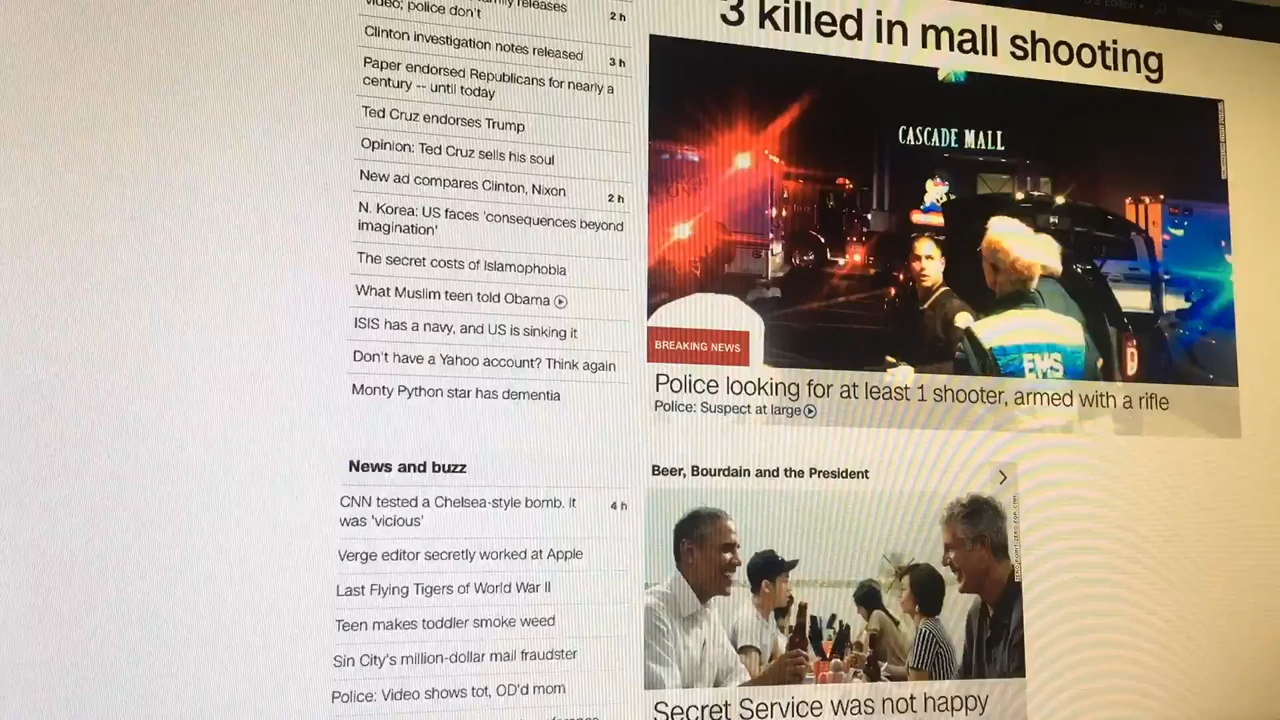 releases
video; police don't
2 h
Clinton investigation notes released
3 h
Paper endorsed Republicans for nearly a
century -- until today
Ted Cruz endorses Trump
Opinion: Ted Cruz sells his soul
New ad compares Clinton, Nixon
2 h
N. Korea: US faces 'consequences beyond
imagination'
The secret costs of Islamophobia
What Muslim teen told Obama
ISIS has a navy, and US is sinking it
Don't have a Yahoo account? Think again
Monty Python star has dementia
News and buzz
CNN tested a Chelsea-style bomb. It
was 'vicious'
4 h
Verge editor secretly worked at Apple
Last Flying Tigers of World War II
Teen makes toddler smoke weed
Sin City's million-dollar mail fraudster
Police: Video shows tot, OD'd mom
U.S. Edition
3 killed in mall shooting
CASCADE MALL
EMS
BREAKING NEWS
Police looking for at least 1 shooter, armed with a rifle
Police: Suspect at large
Beer, Bourdain and the President
Secret Service was not happy